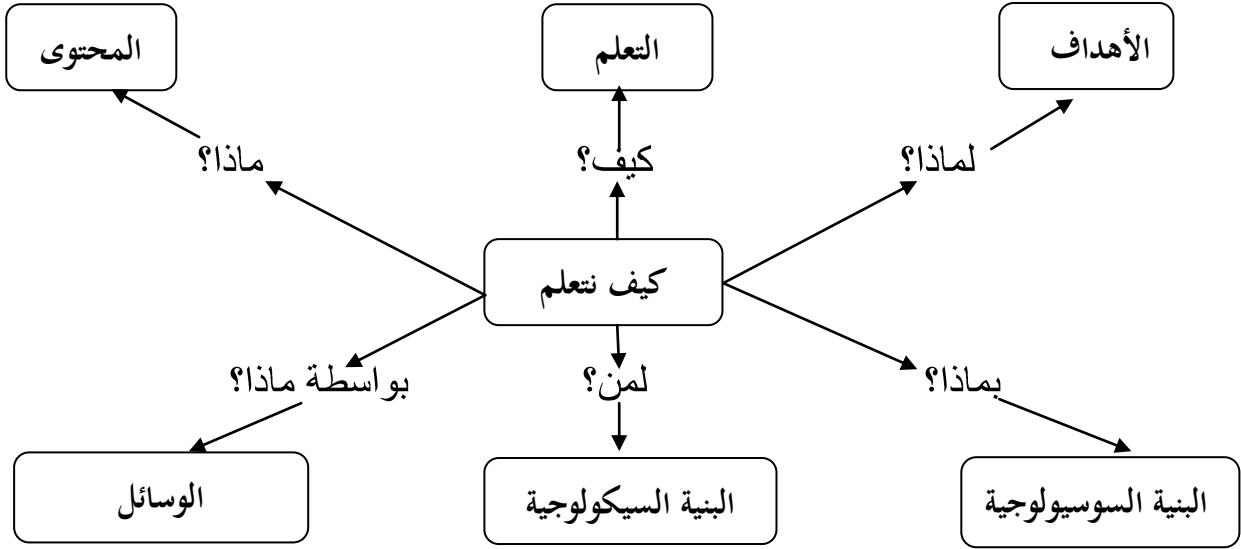 الأهداف
التعلم
المحتوى
لماذا؟
كيف؟
ماذا؟
كيف نتعلم
بماذا؟
لمن؟
بواسطة ماذا؟
البنية السوسيولوجية
البنية السيكولوجية
الوسائل